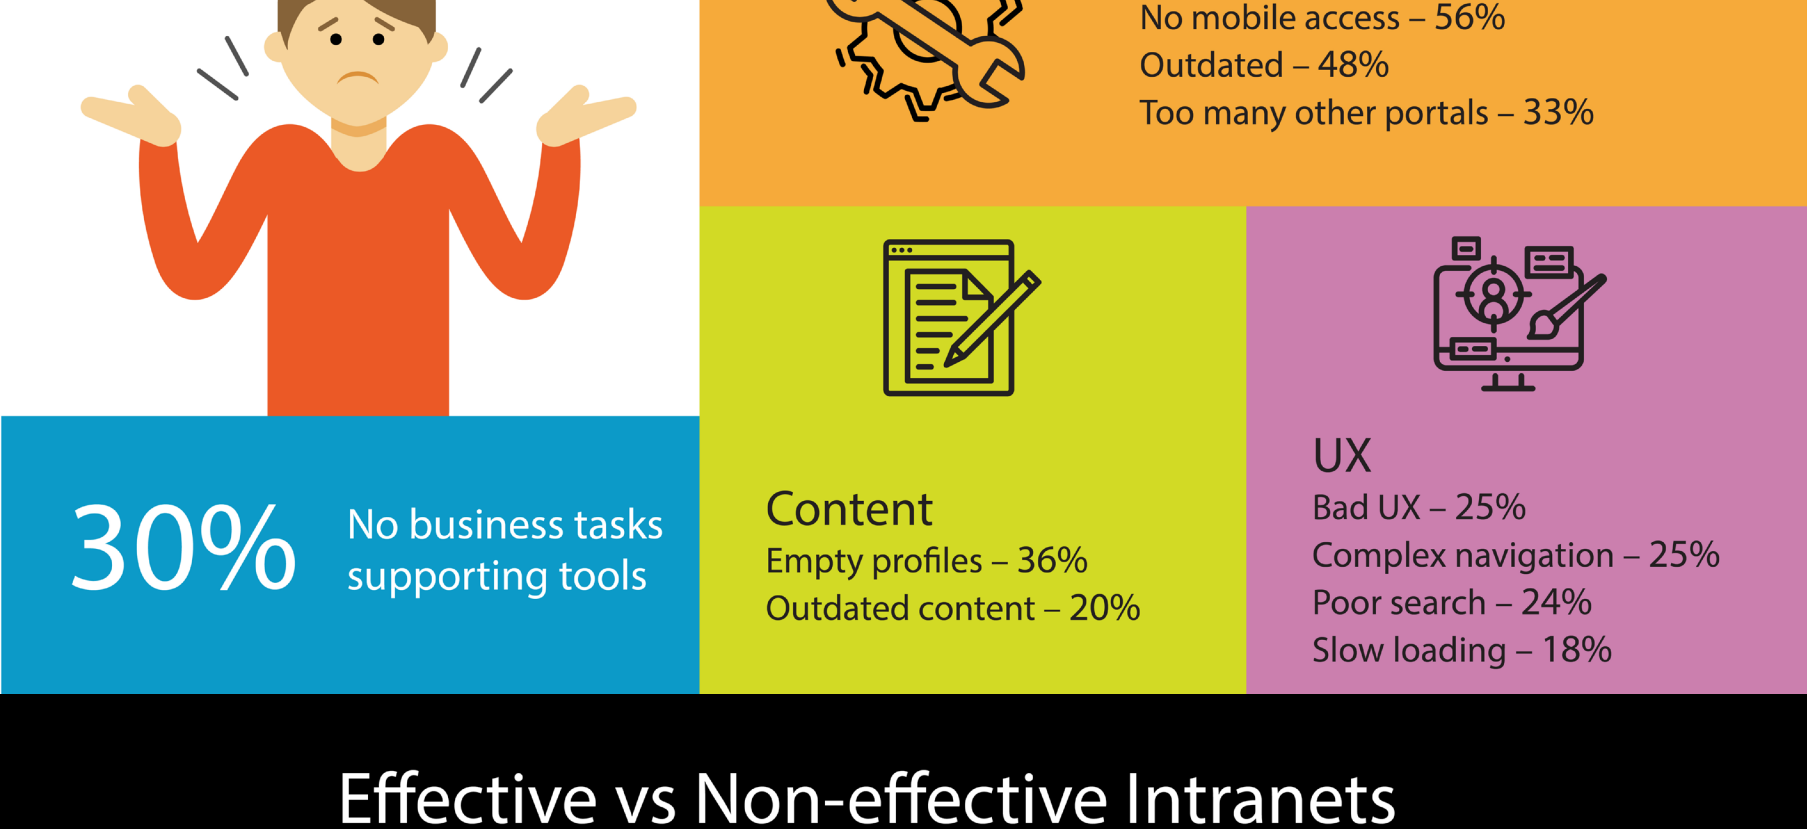 No mobile access – 56%
Outdated – 48%
Too many other portals – 33%
30%
No business tasks
supporting tools
Content
Empty profiles – 36%
Outdated content – 20%
UX
Bad UX – 25%
Complex navigation – 25%
Poor search – 24%
Slow loading – 18%
Effective vs Non-effective Intranets